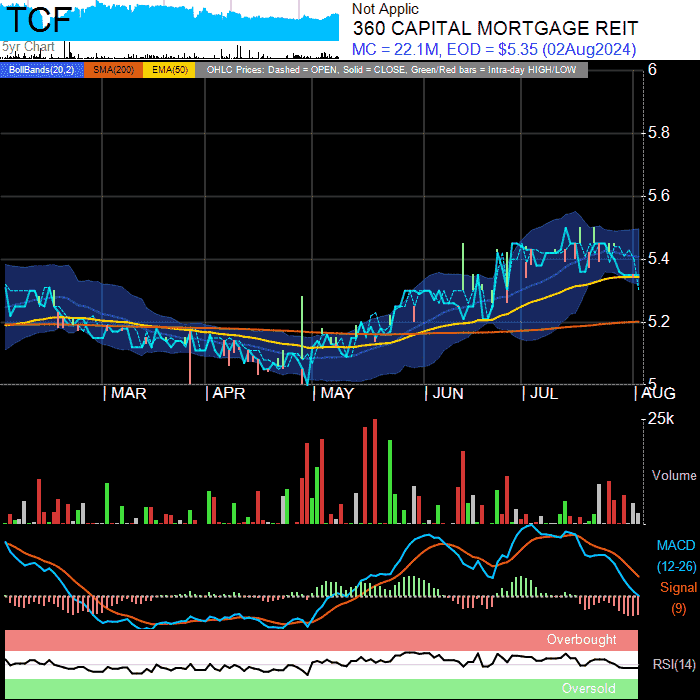 TCF
5yr Chart
Not Applic
360 CAPITAL MORTGAGE REIT
MC = 22.1M, EOD = $5.35 (02Aug2024)
BollBands(20,2) SMA(200) EMA(50) OHLC Prices: Dashed = OPEN, Solid = CLOSE, Green/Red bars = Intra-day HIGH/LOW
6
5.8
5.6
5.4
5.2
5
MAR APR MAY JUN JUL AUG
25k
Volume
MACD
(12-26)
Signal
(9)
Overbought
RSI(14)
Oversold